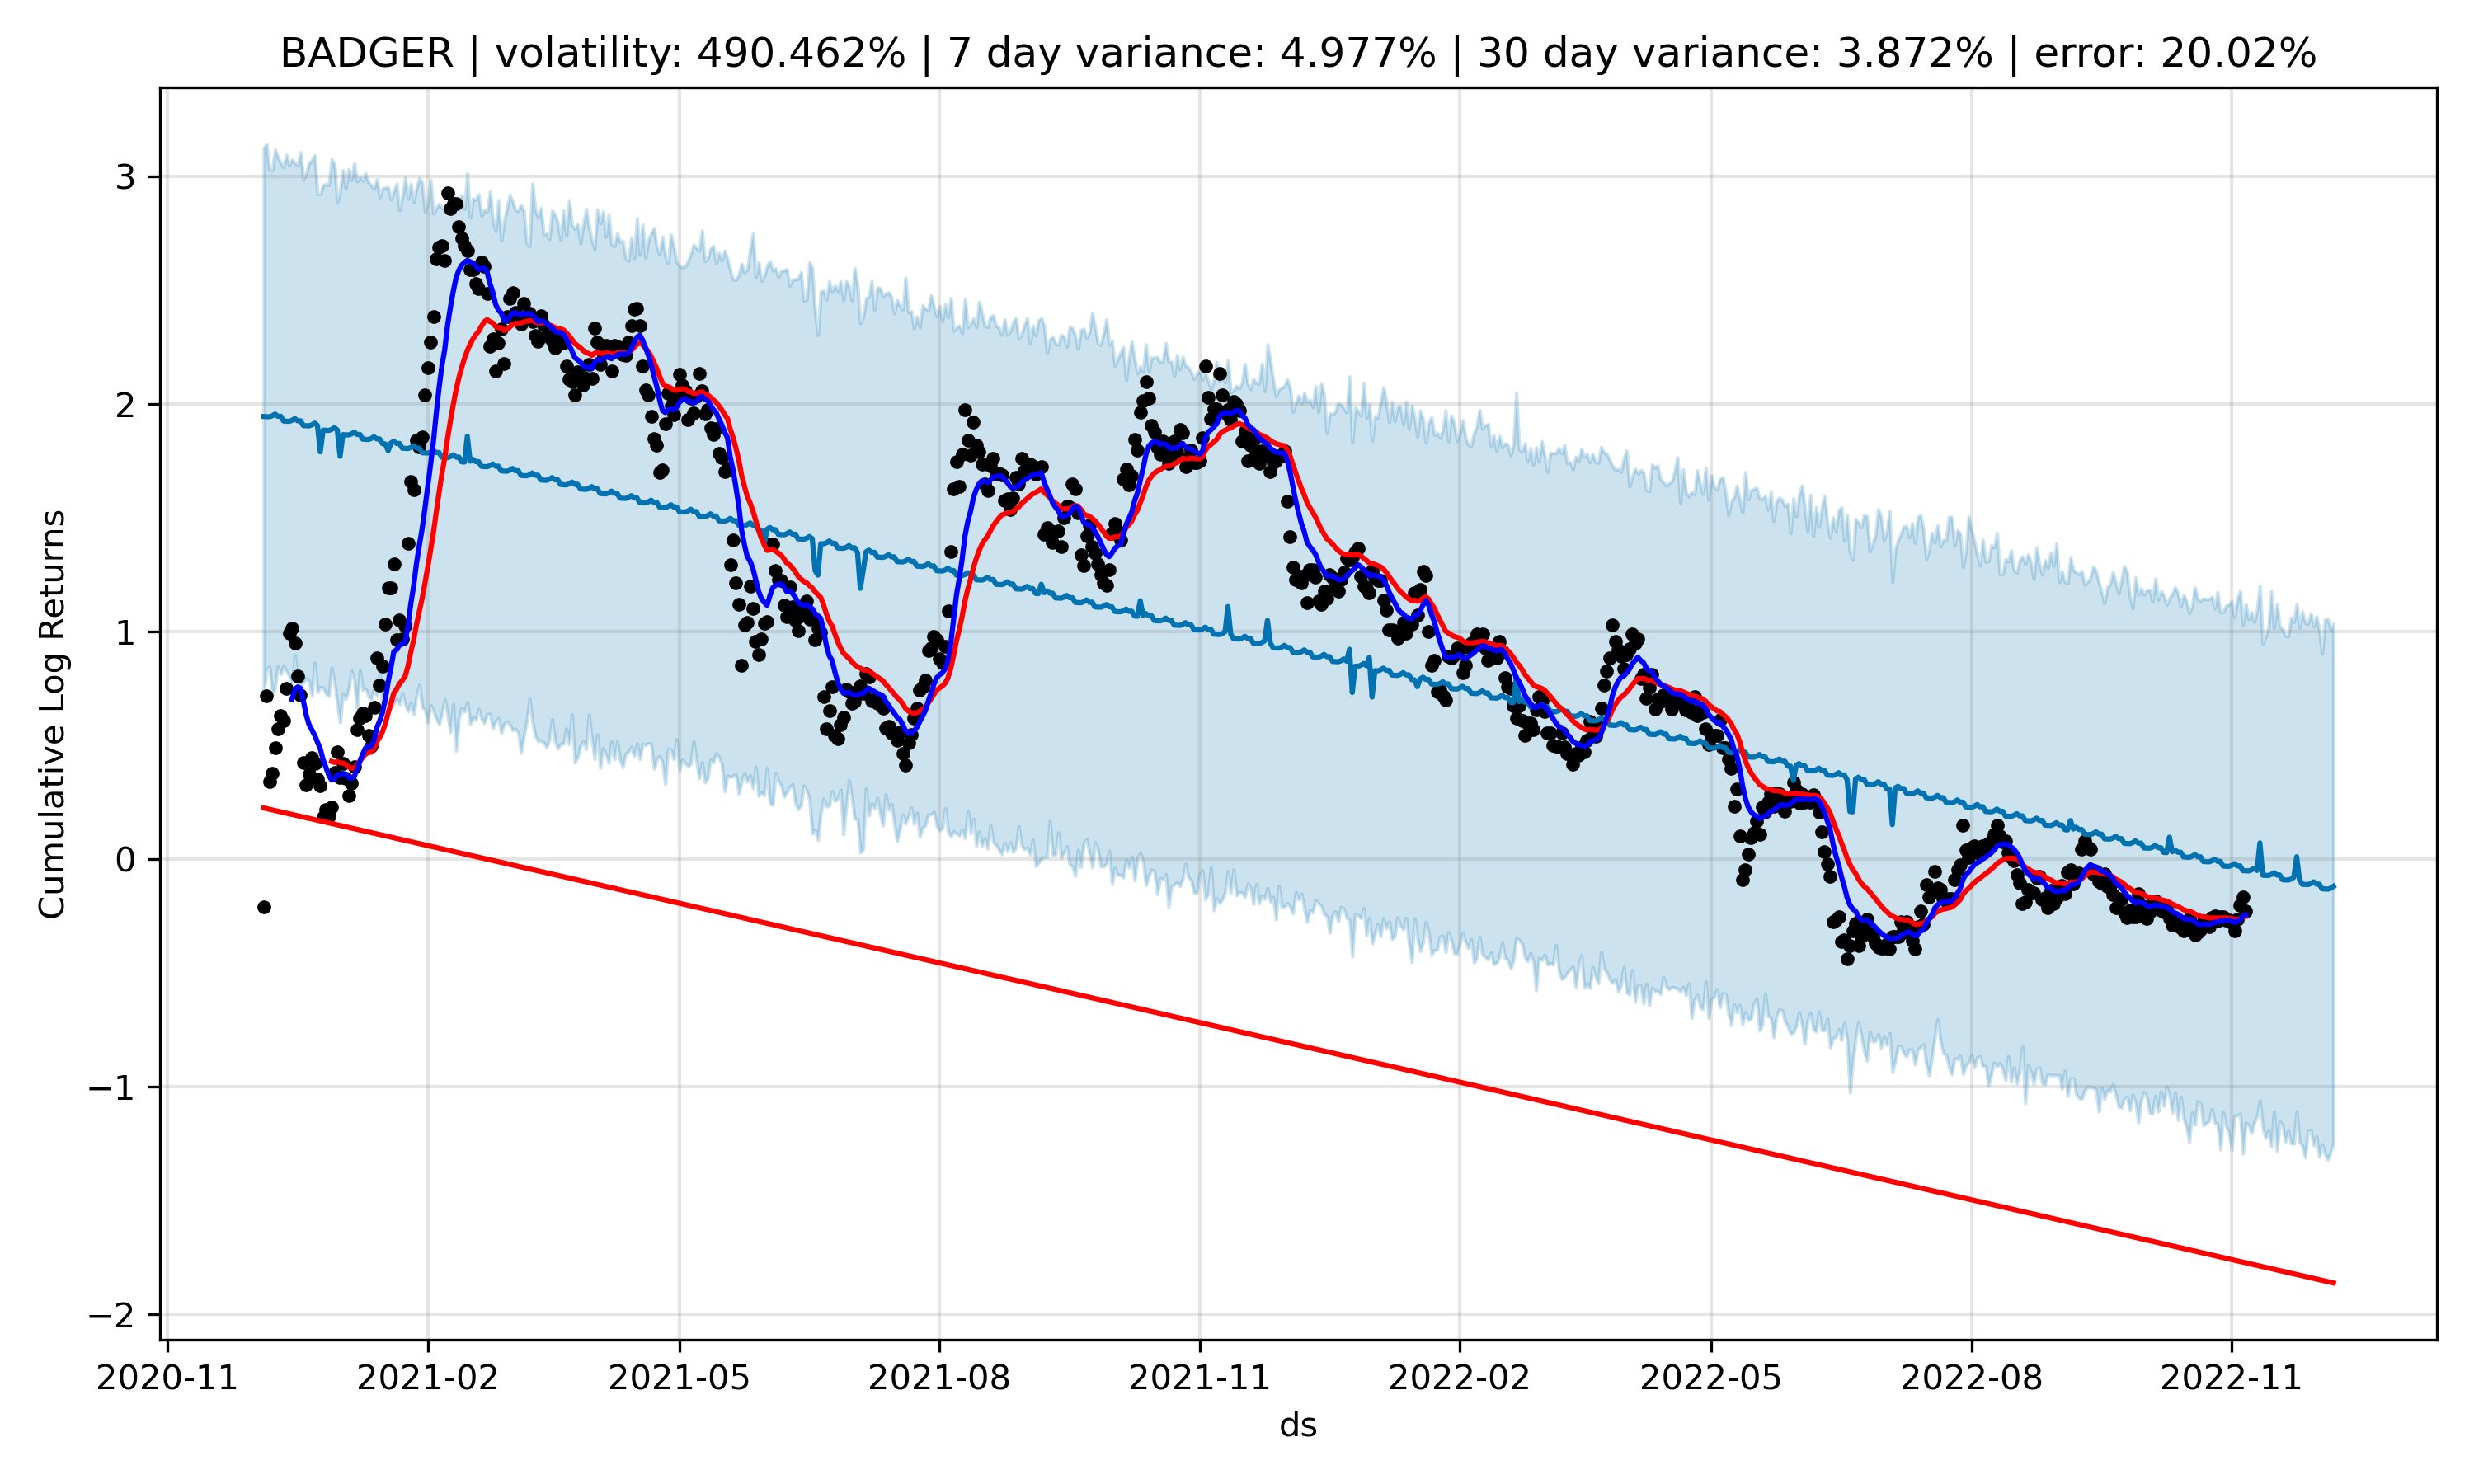 BADGER | volatility: 490.462% | 7 day variance: 4.977% | 30 day variance: 3.872% | error: 20.02%
Cumulative Log Returns
3
2
1
0
−1
−2
2020-11 2021-02 2021-05 2021-08 2021-11 2022-02 2022-05 2022-08 2022-11
ds